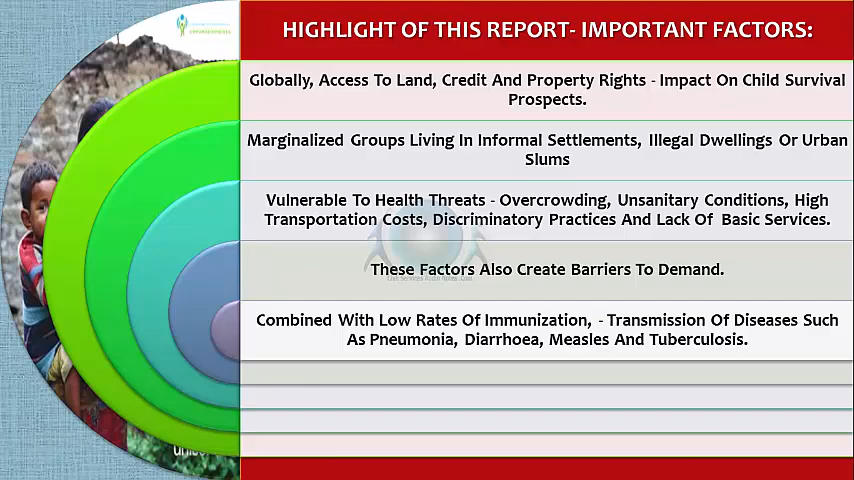 HIGHLIGHT OF THIS REPORT- IMPORTANT FACTORS:
Globally, Access To Land, Credit And Property Rights - Impact On Child Survival
Prospects.
Marginalized Groups Living In Informal Settlements, Illegal Dwellings Or Urban
Slums
Vulnerable To Health Threats - Overcrowding, Unsanitary Conditions, High
Transportation Costs, Discriminatory Practices And Lack Of Basic Services.
These Factors Also Create Barriers To Demand.
Combined With Low Rates Of Immunization, - Transmission Of Diseases Such
As Pneumonia, Diarrhoea, Measles And Tuberculosis.